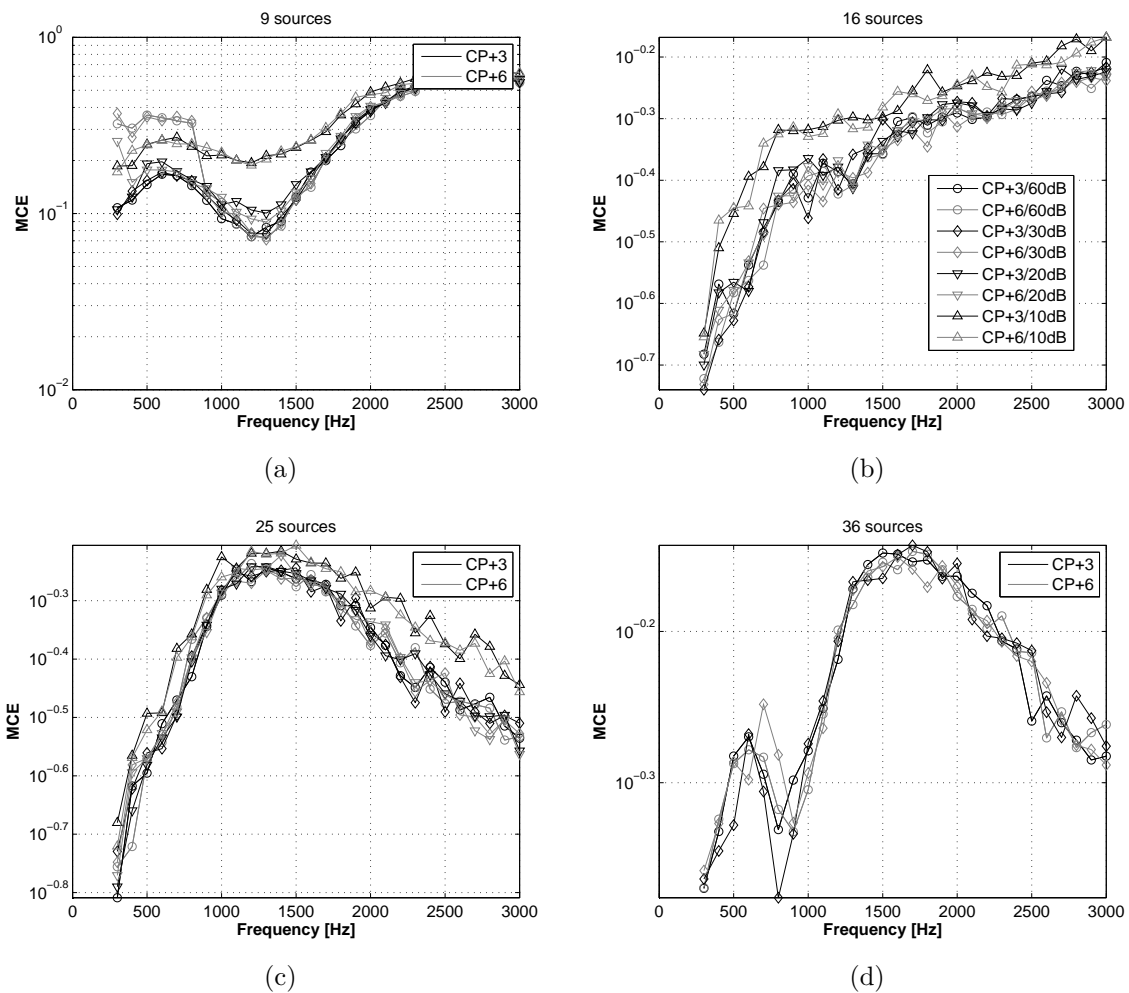 9 sources
10^0
10^−1
10^−2
MCE
CP+3
CP+6
0 500 1000 1500 2000 2500 3000
Frequency [Hz]
(a)
16 sources
10^−0.2
10^−0.3
10^−0.4
10^−0.5
10^−0.6
10^−0.7
MCE
CP+3/60dB
CP+6/60dB
CP+3/30dB
CP+6/30dB
CP+3/20dB
CP+6/20dB
CP+3/10dB
CP+6/10dB
0 500 1000 1500 2000 2500 3000
Frequency [Hz]
(b)
25 sources
10^−0.3
10^−0.4
10^−0.5
10^−0.6
10^−0.7
10^−0.8
MCE
CP+3
CP+6
0 500 1000 1500 2000 2500 3000
Frequency [Hz]
(c)
36 sources
10^−0.2
10^−0.3
MCE
CP+3
CP+6
0 500 1000 1500 2000 2500 3000
Frequency [Hz]
(d)